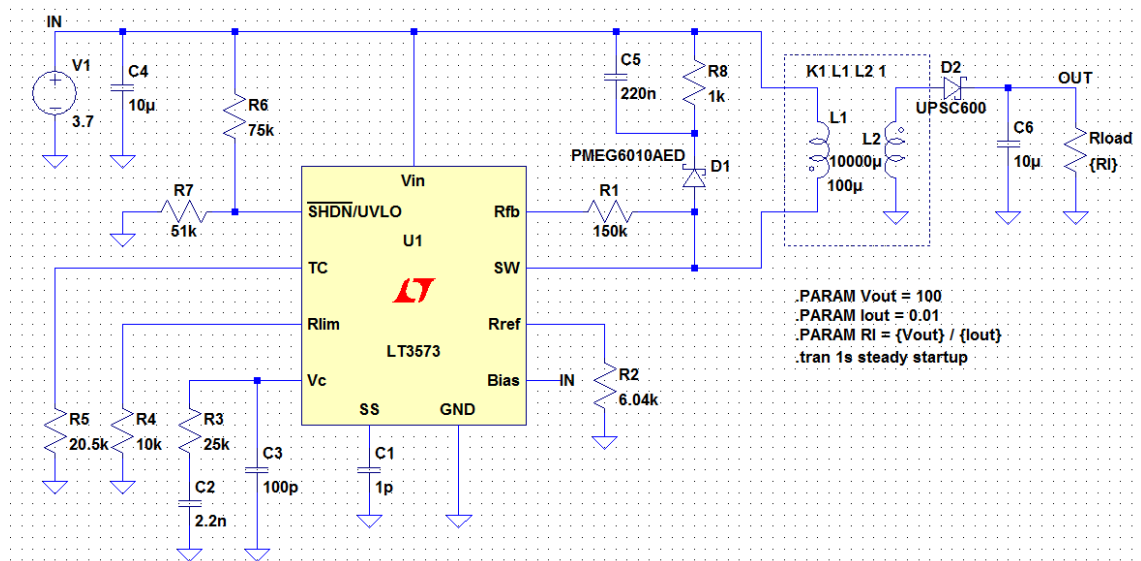 IN
V1
3.7
C4
10µ
R6
75k
C5
220n
R8
1k
K1 L1 L2 1
D2
UPSC600
OUT
L1
L2
10000µ
100µ
C6
10µ
Rload
{Rl}
PMEG6010AED
D1
R7
51k
R1
150k
Vin
SHDN/UVLO
Rfb
U1
TC
SW
Rlim
Rref
LT3573
Vc
Bias
IN
SS
GND
R2
6.04k
R5
20.5k
R4
10k
R3
25k
C2
2.2n
C3
100p
C1
1p
.PARAM Vout = 100
.PARAM Iout = 0.01
.PARAM Rl = {Vout} / {Iout}
.tran 1s steady startup